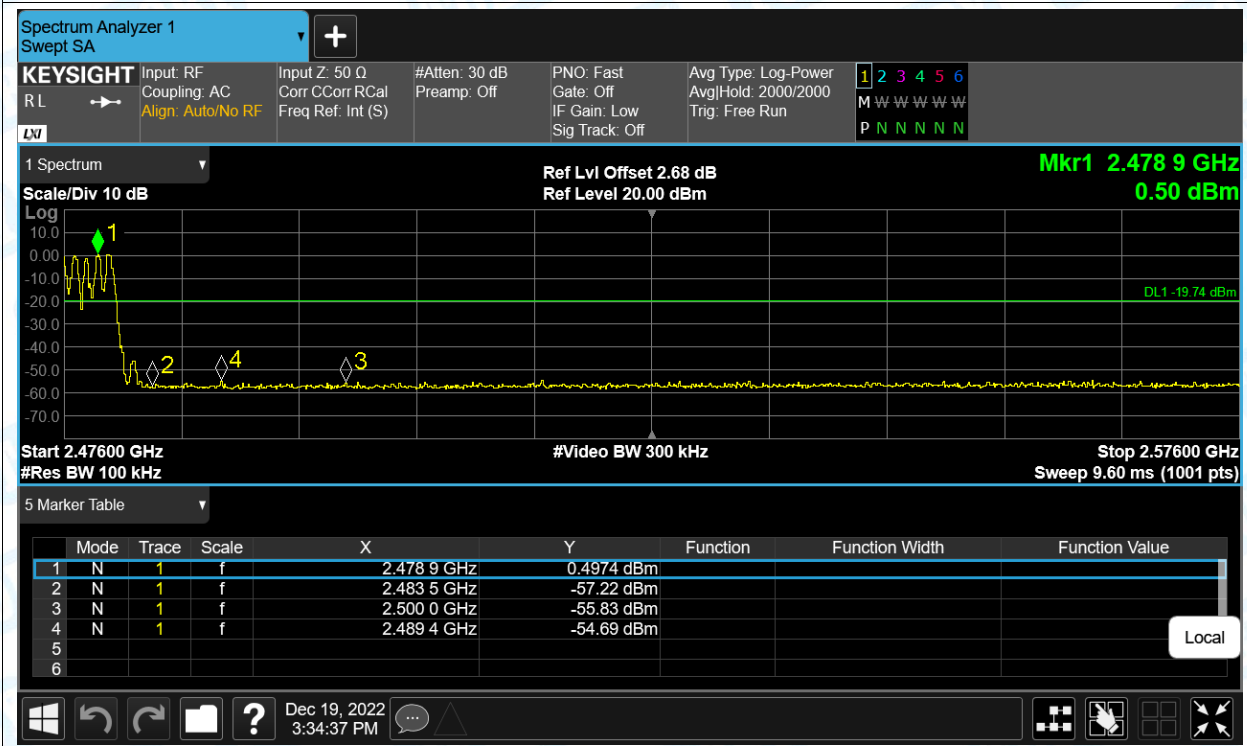 Spectrum Analyzer 1
Swept SA
KEYSIGHT
R L
LXI
Input: RF
Coupling: AC
Align: Auto/No RF
Input Z: 50 Ω
Corr CCorr RCal
Freq Ref: Int (S)
#Atten: 30 dB
Preamp: Off
PNO: Fast
Gate: Off
IF Gain: Low
Sig Track: Off
Avg Type: Log-Power
Avg|Hold: 2000/2000
Trig: Free Run
1 2 3 4 5 6
M W W W W W
P N N N N N
1 Spectrum
Scale/Div 10 dB
Ref Lvl Offset 2.68 dB
Ref Level 20.00 dBm
Mkr1 2.478 9 GHz
0.50 dBm
Log
10.0
0.00
-10.0
-20.0
-30.0
-40.0
-50.0
-60.0
-70.0
1
2
4
3
DL1 -19.74 dBm
Start 2.47600 GHz
#Res BW 100 kHz
#Video BW 300 kHz
Stop 2.57600 GHz
Sweep 9.60 ms (1001 pts)
5 Marker Table
Mode Trace Scale X Y Function Function Width Function Value
1 N 1 f 2.478 9 GHz 0.4974 dBm
2 N 1 f 2.483 5 GHz -57.22 dBm
3 N 1 f 2.500 0 GHz -55.83 dBm
4 N 1 f 2.489 4 GHz -54.69 dBm
5
6
Local
?
Dec 19, 2022
3:34:37 PM